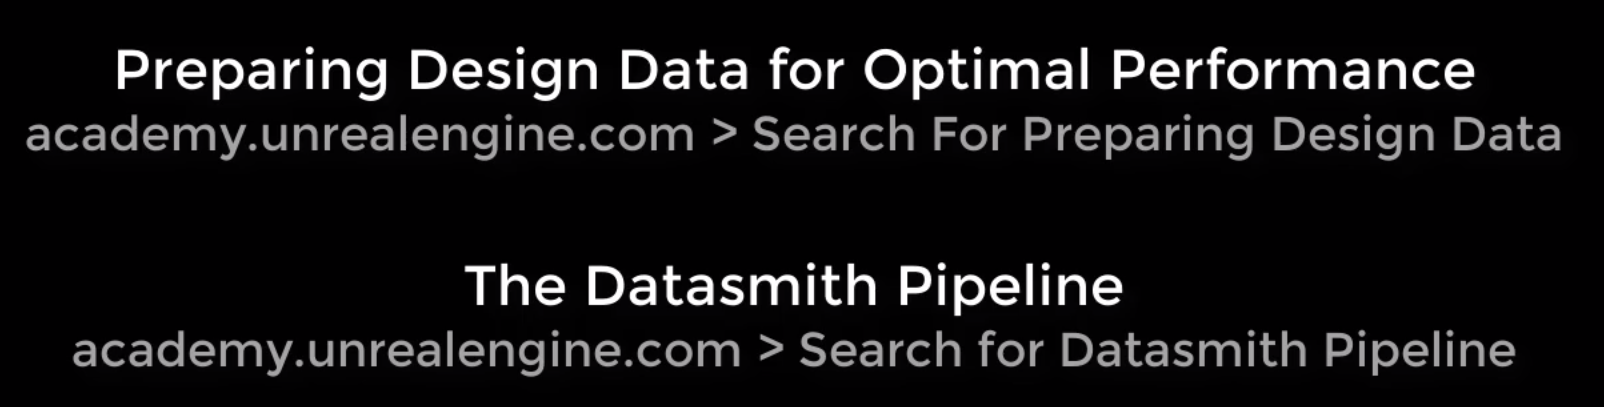 Preparing Design Data for Optimal Performance
academy.unrealengine.com > Search For Preparing Design Data
The Datasmith Pipeline
academy.unrealengine.com > Search for Datasmith Pipeline